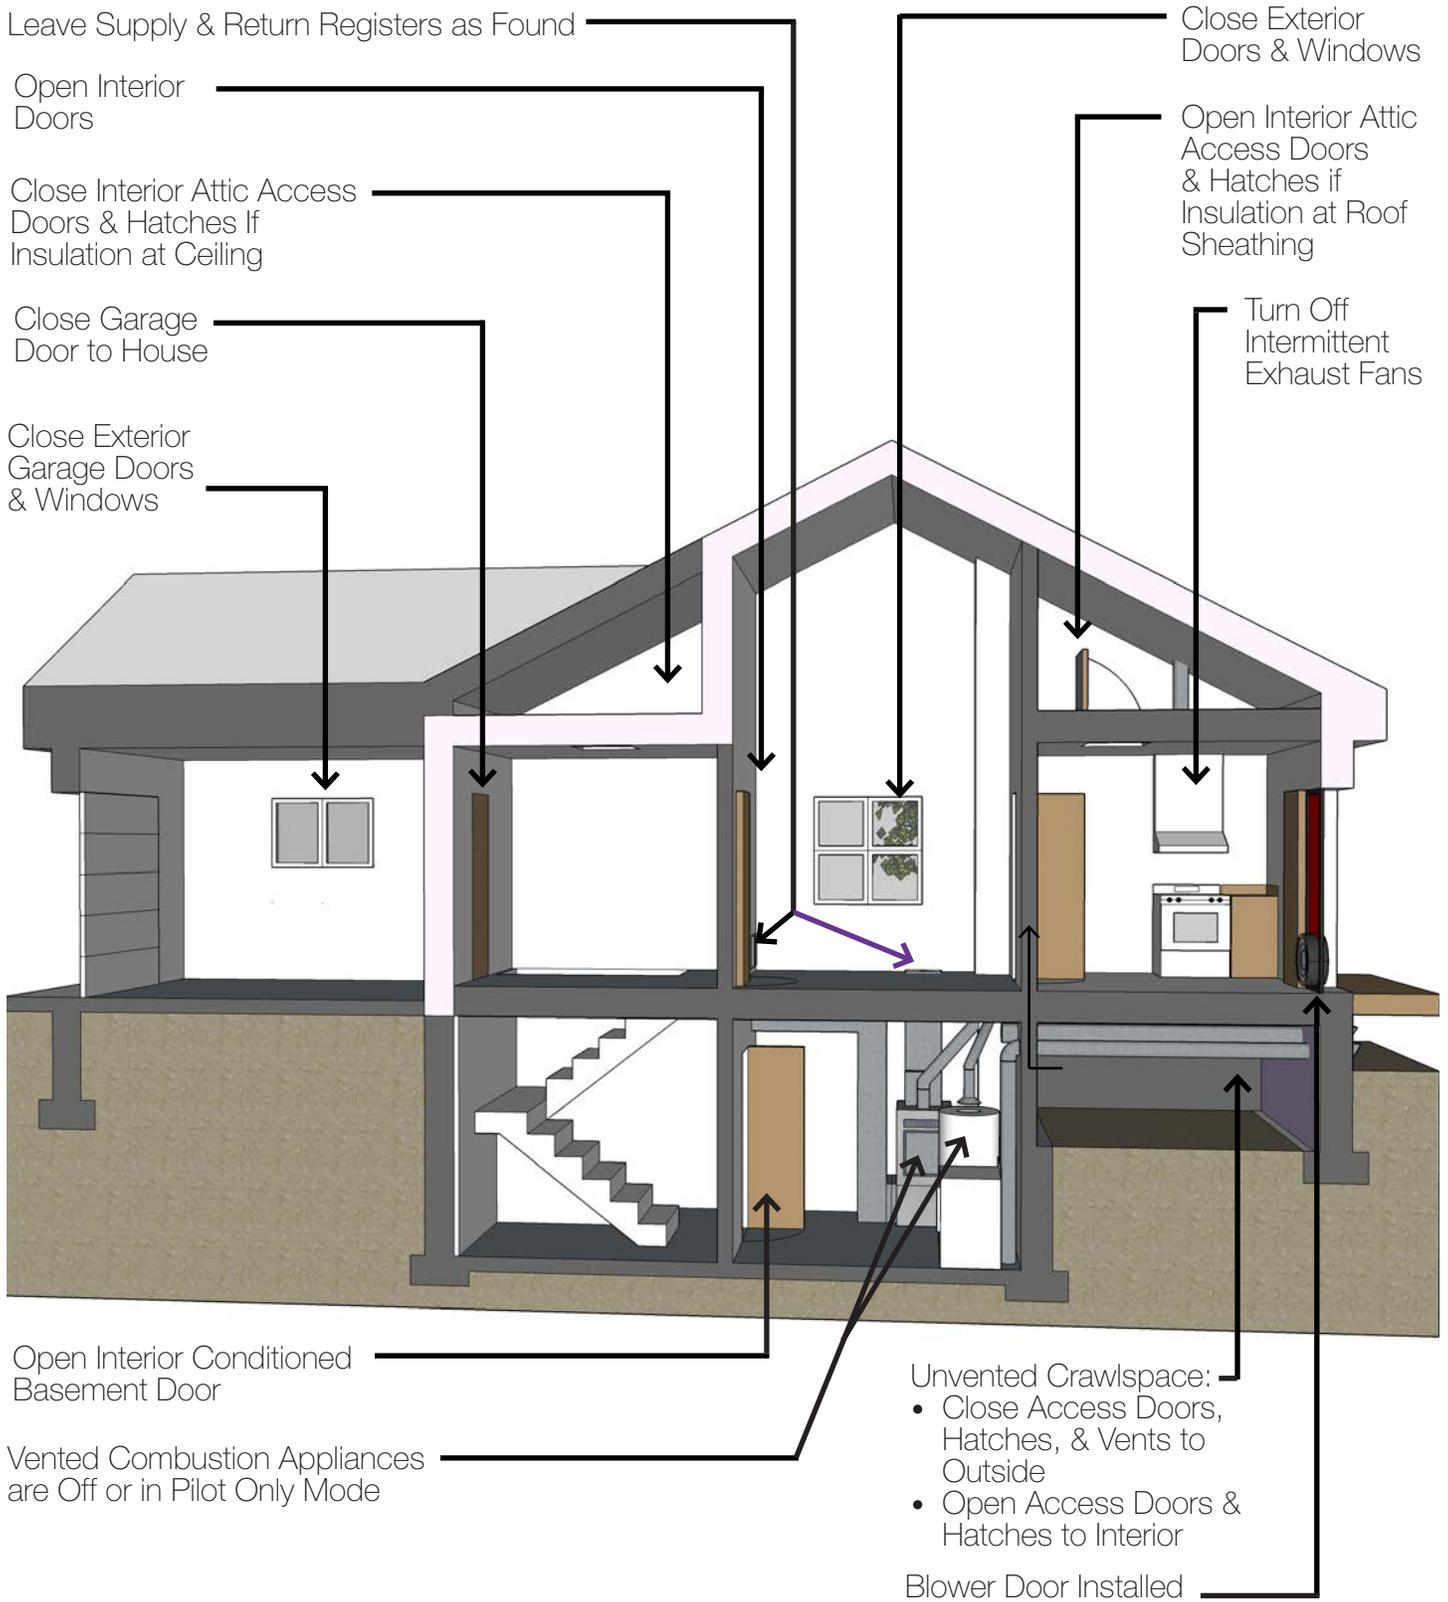 Leave Supply & Return Registers as Found
Open Interior
Doors
Close Interior Attic Access
Doors & Hatches If
Insulation at Ceiling
Close Garage
Door to House
Close Exterior
Garage Doors
& Windows
Close Exterior
Doors & Windows
Open Interior Attic
Access Doors
& Hatches if
Insulation at Roof
Sheathing
Turn Off
Intermittent
Exhaust Fans
Open Interior Conditioned
Basement Door
Vented Combustion Appliances
are Off or in Pilot Only Mode
Unvented Crawlspace:
• Close Access Doors,
Hatches, & Vents to
Outside
• Open Access Doors &
Hatches to Interior
Blower Door Installed